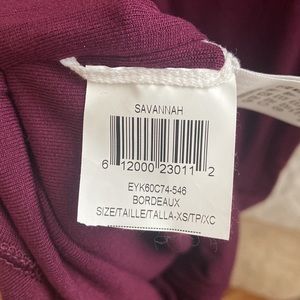 SAVANNAH
6 12000 23011 2
EYK60C74-546
BORDEAUX
SIZE/TAILLE/TALLA-XS/TP/XC